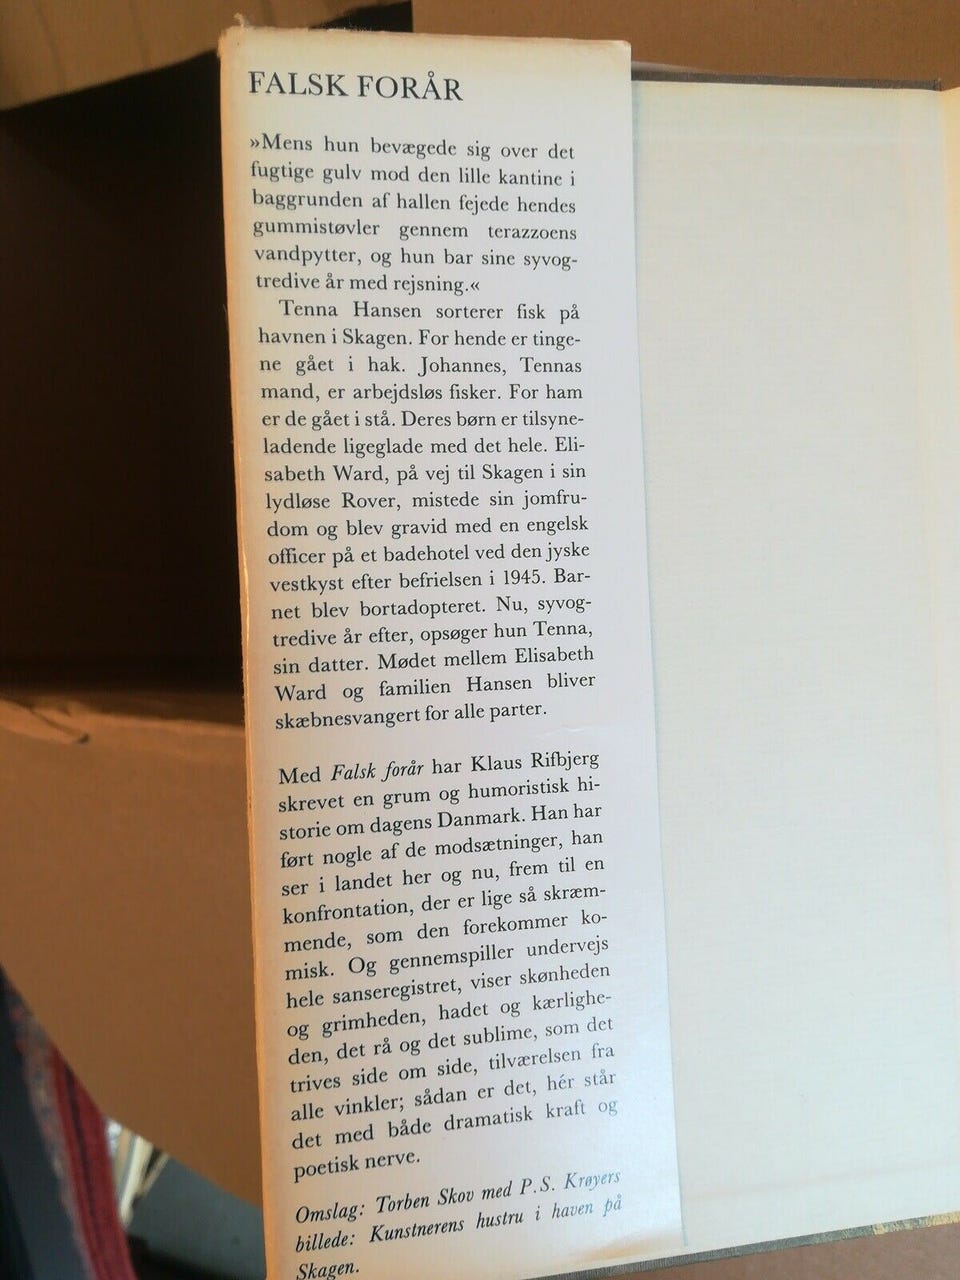 FALSK FORÅR
»Mens hun bevægede sig over det
fugtige gulv mod den lille kantine i
baggrunden af hallen fejede hendes
gummistøvler gennem terazzoens
vandpytter, og hun bar sine syvog-
tredive år med rejsning.«
Tenna Hansen sorterer fisk på
havnen i Skagen. For hende er tinge-
ne gået i hak. Johannes, Tennas
mand, er arbejdsløs fisker. For ham
er de gået i stå. Deres børn er tilsyne-
ladende ligeglade med det hele. Eli-
sabeth Ward, på vej til Skagen i sin
lydløse Rover, mistede sin jomfru-
dom og blev gravid med en engelsk
officer på et badehotel ved den jyske
vestkyst efter befrielsen i 1945. Bar-
net blev bortadopteret. Nu, syvog-
tredive år efter, opsøger hun Tenna,
sin datter. Mødet mellem Elisabeth
Ward og familien Hansen bliver
skæbnesvangert for alle parter.
Med Falsk forår har Klaus Rifbjerg
skrevet en grum og humoristisk hi-
storie om dagens Danmark. Han har
ført nogle af de modsætninger, han
ser i landet her og nu, frem til en
konfrontation, der er lige så skræm-
mende, som den forekommer ko-
misk. Og gennemspiller undervejs
hele sanseregistret, viser skønheden
og grimheden, hadet og kærlighe-
den, det rå og det sublime, som det
trives side om side, tilværelsen fra
alle vinkler; sådan er det, hér står
det med både dramatisk kraft og
poetisk nerve.
Omslag: Torben Skov med P.S. Krøyers
billede: Kunstnerens hustru i haven på
Skagen.